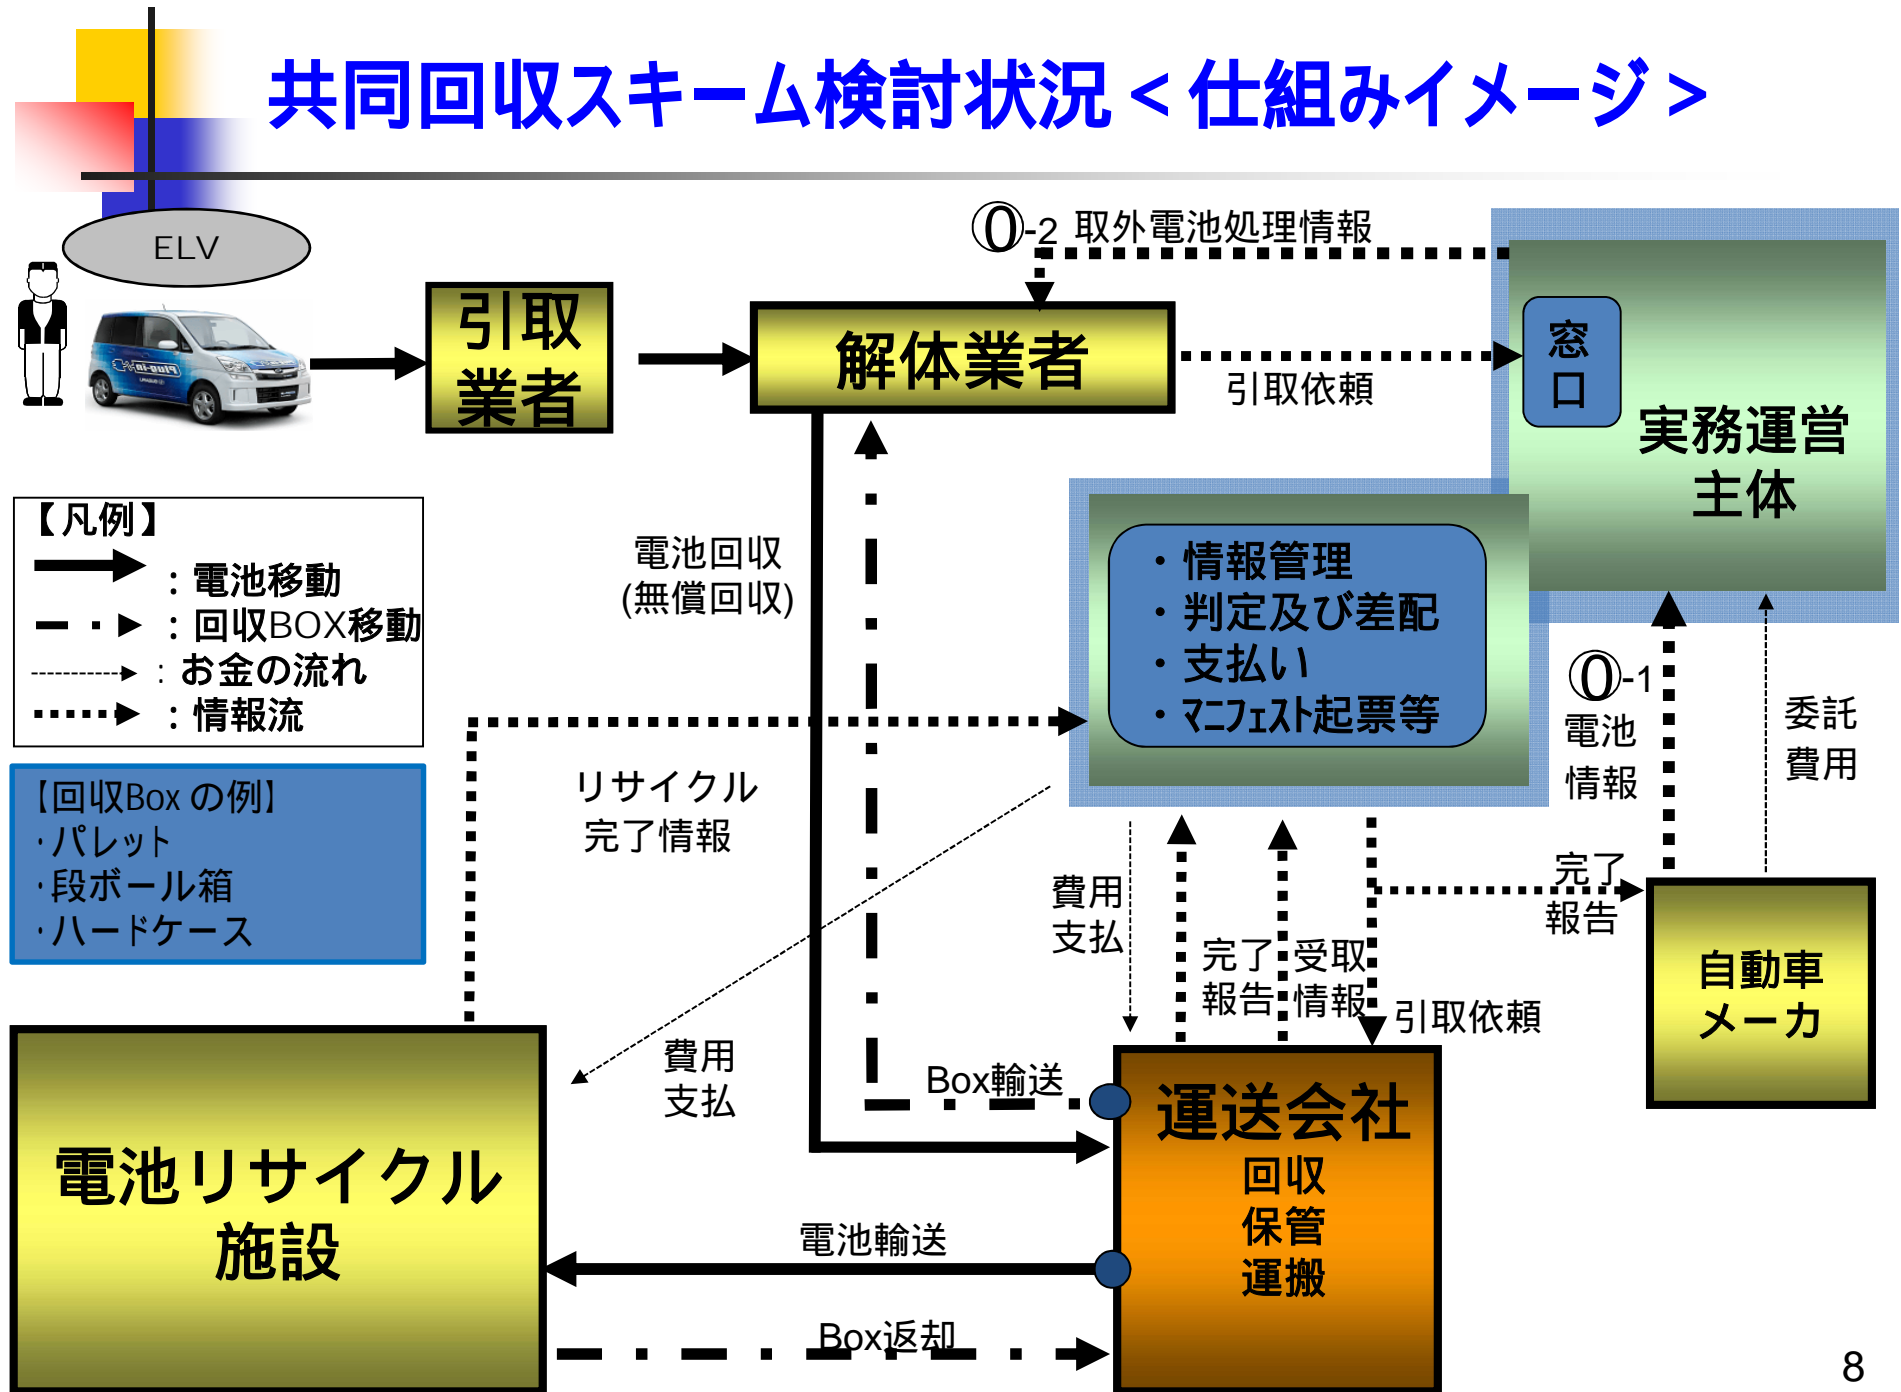 共同回収スキーム検討状況＜仕組みイメージ＞
ELV
引取
業者
解体業者
⓪-2 取外電池処理情報
引取依頼
窓
口
実務運営
主体
【凡例】
：電池移動
：回収BOX移動
：お金の流れ
：情報流
【回収Box の例】
・パレット
・段ボール箱
・ハードケース
電池回収
(無償回収)
・情報管理
・判定及び差配
・支払い
・マニフェスト起票等
リサイクル
完了情報
⓪-1
電池
情報
委託
費用
費用
支払
完了
報告
受取
情報
引取依頼
完了
報告
自動車
メーカ
費用
支払
Box輸送
運送会社
回収
保管
運搬
電池リサイクル
施設
電池輸送
Box返却
8